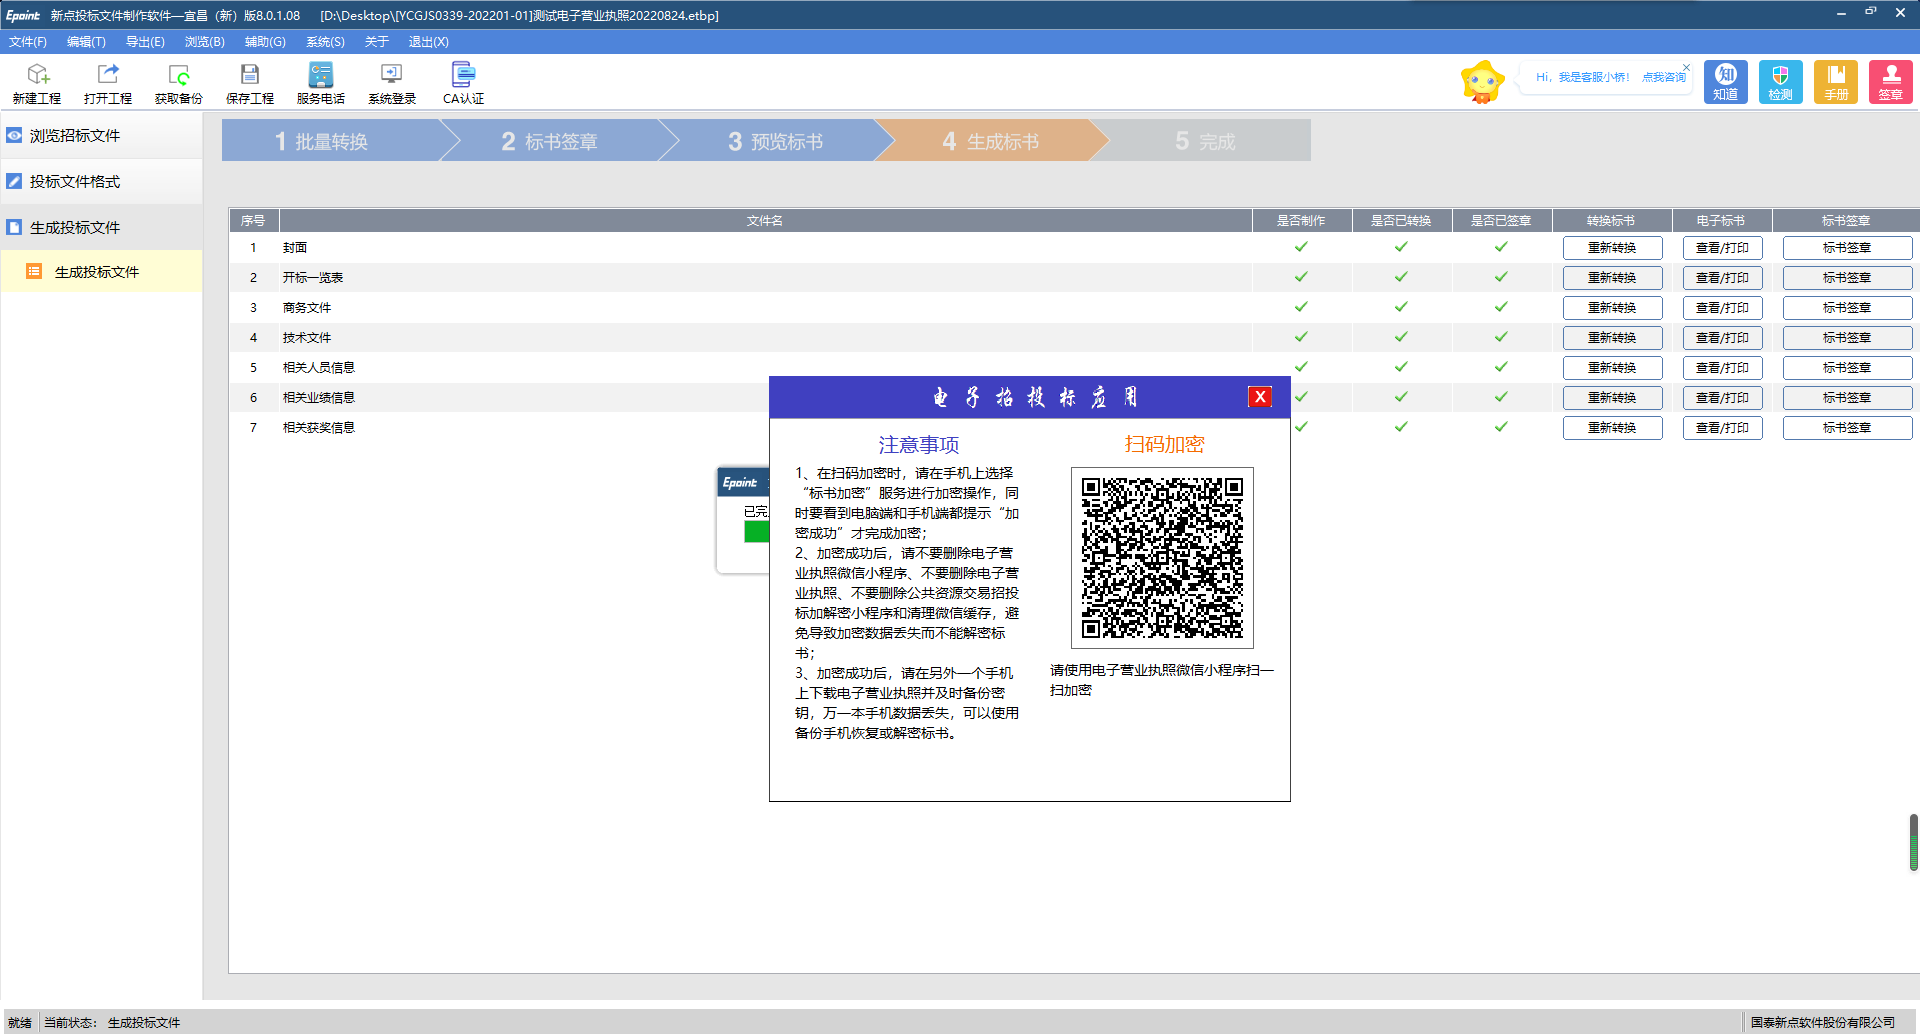 Epoint 新点投标文件制作软件—宜昌（新）版8.0.1.08 [D:\Desktop\[YCGJS0339-202201-01]测试电子营业执照20220824.etbp]
文件(F) 编辑(T) 导出(E) 浏览(B) 辅助(G) 系统(S) 关于 退出(X)
新建工程 打开工程 获取备份 保存工程 服务电话 系统登录 CA认证
Hi，我是客服小桥！ 点我咨询
知 知道 检测 手册 签章
浏览招标文件
投标文件格式
生成投标文件
生成投标文件
1 批量转换 2 标书签章 3 预览标书 4 生成标书 5 完成
序号 文件名 是否制作 是否已转换 是否已签章 转换标书 电子标书 标书签章
1 封面 重新转换 查看/打印 标书签章
2 开标一览表 重新转换 查看/打印 标书签章
3 商务文件 重新转换 查看/打印 标书签章
4 技术文件 重新转换 查看/打印 标书签章
5 相关人员信息 重新转换 查看/打印 标书签章
6 相关业绩信息 重新转换 查看/打印 标书签章
7 相关获奖信息 重新转换 查看/打印 标书签章
Epoint
已完
电子招投标应用 X
注意事项
1、在扫码加密时，请在手机上选择
“标书加密”服务进行加密操作，同
时要看到电脑端和手机端都提示“加
密成功”才完成加密；
2、加密成功后，请不要删除电子营
业执照微信小程序、不要删除电子营
业执照、不要删除公共资源交易招投
标加解密小程序和清理微信缓存，避
免导致加密数据丢失而不能解密标
书；
3、加密成功后，请在另外一个手机
上下载电子营业执照并及时备份密
钥，万一本手机数据丢失，可以使用
备份手机恢复或解密标书。
扫码加密
请使用电子营业执照微信小程序扫一
扫加密
就绪 当前状态： 生成投标文件 国泰新点软件股份有限公司